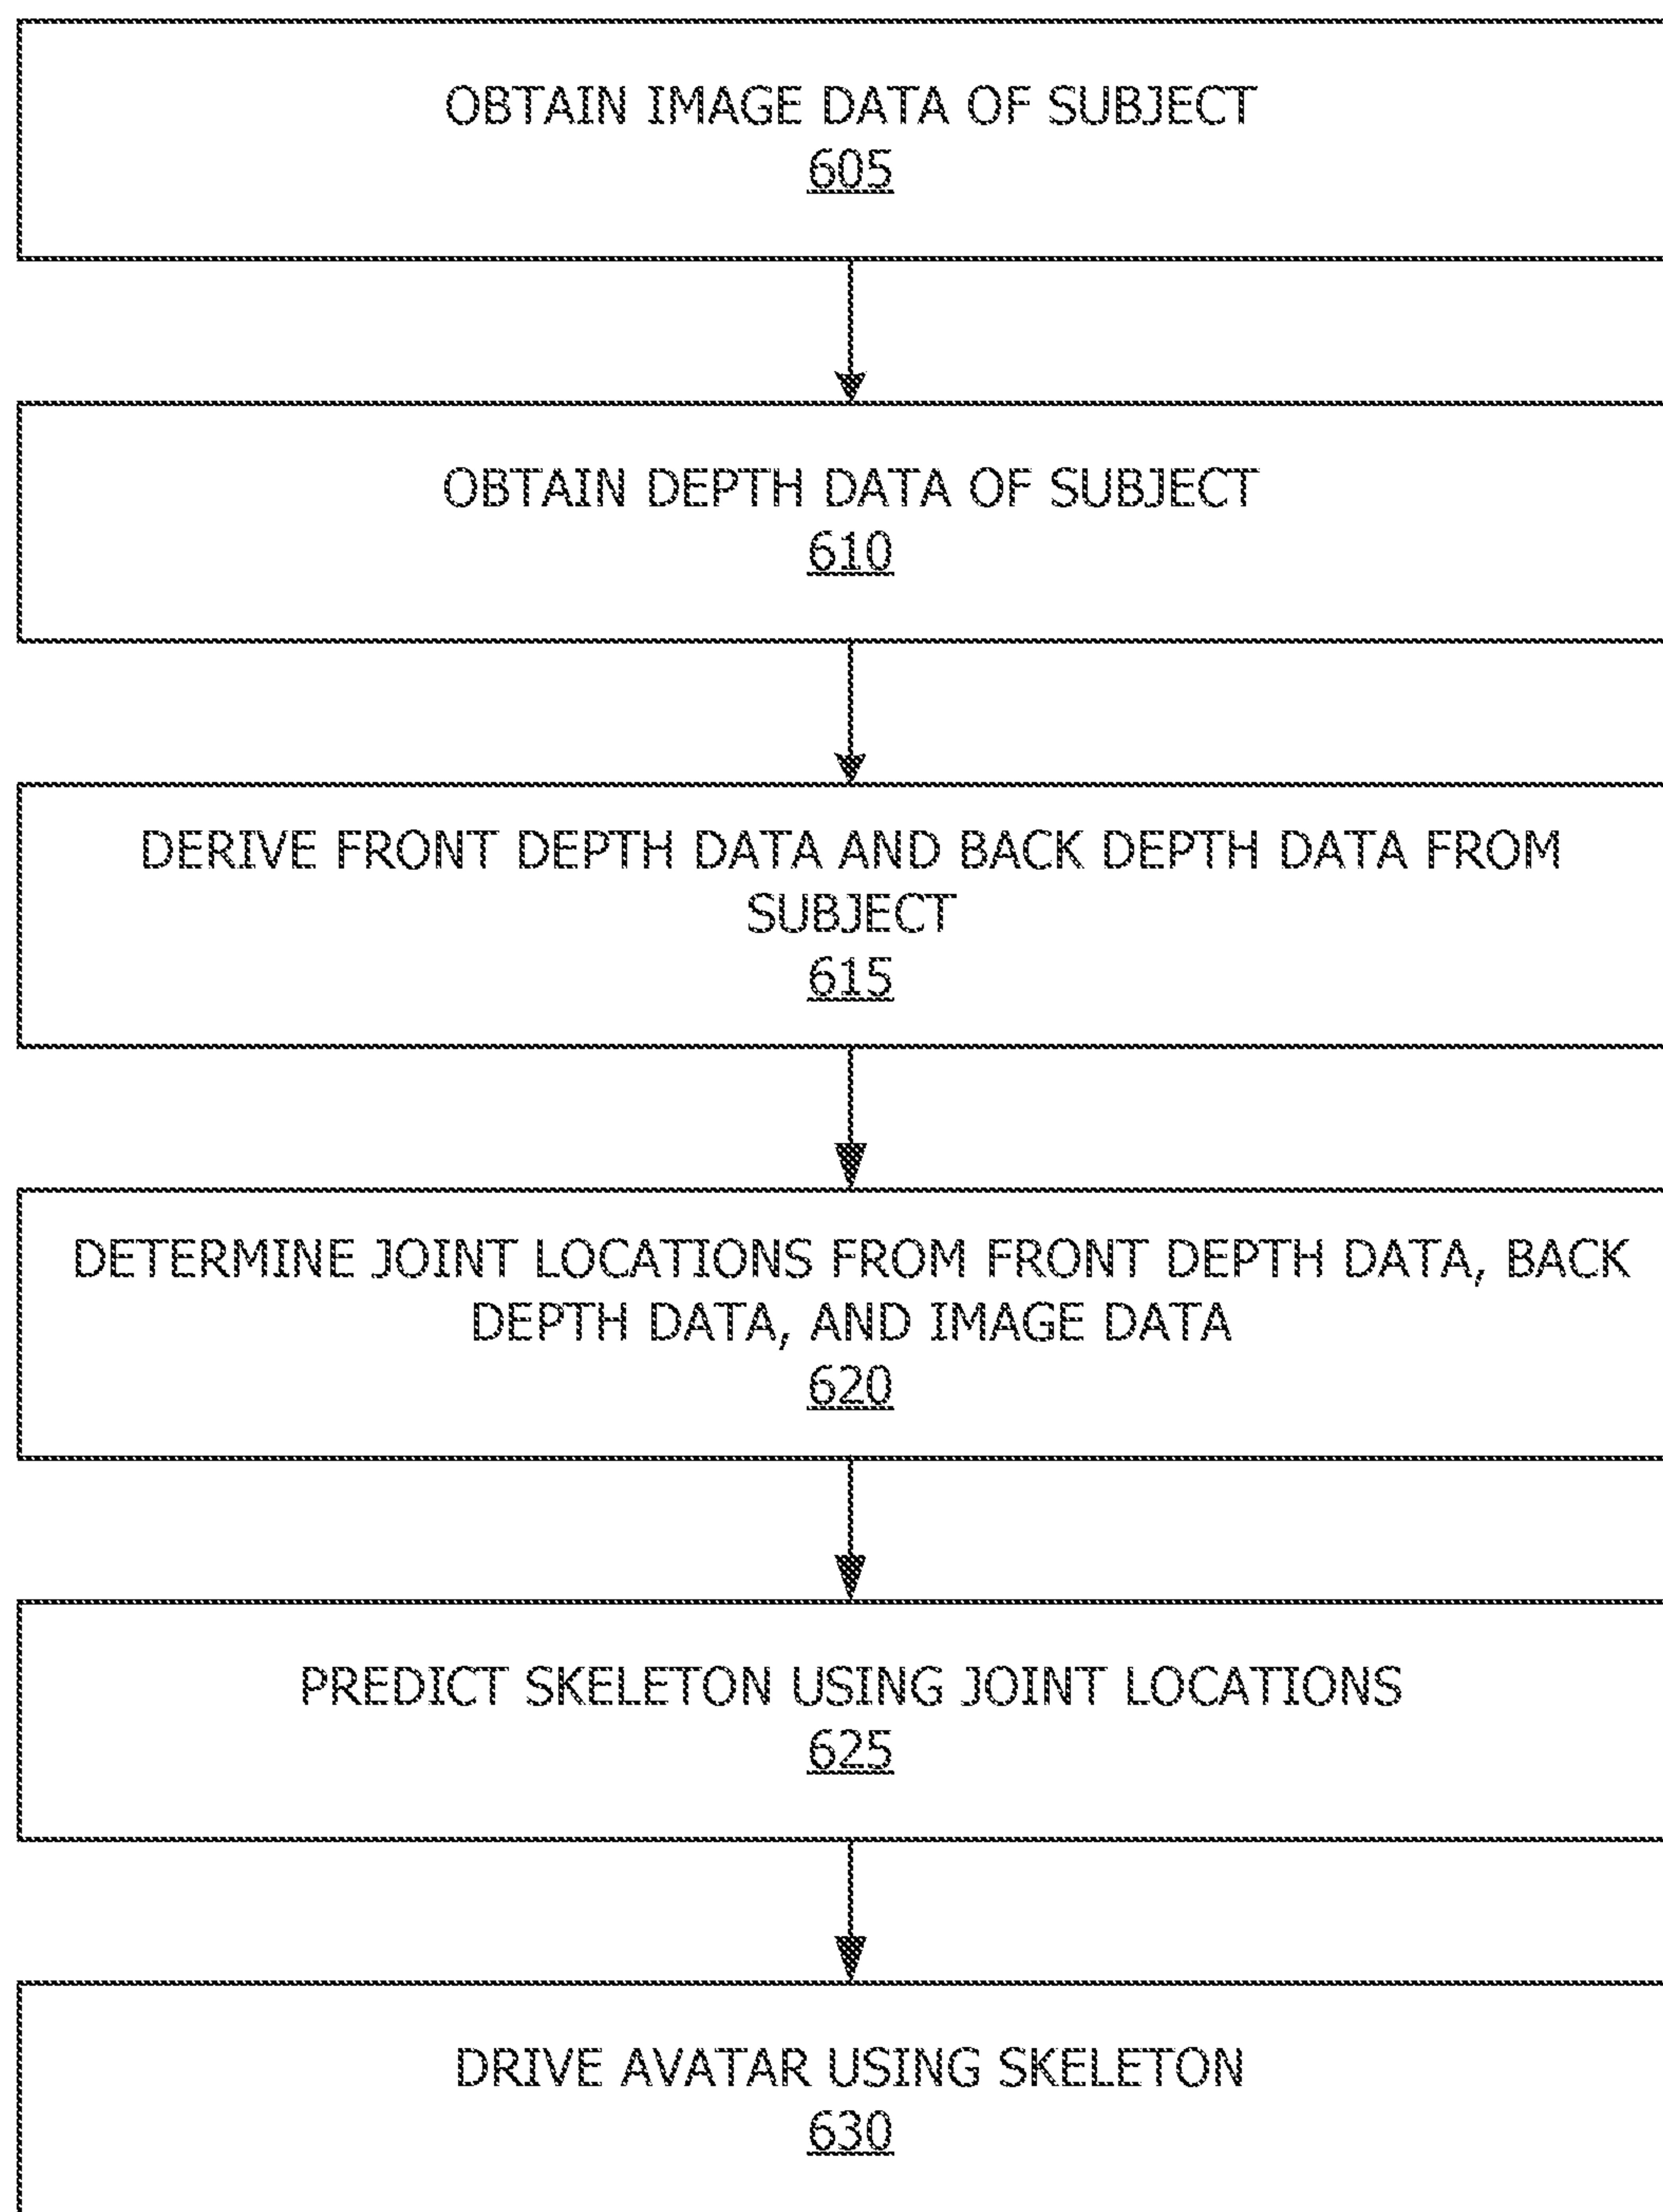 OBTAIN IMAGE DATA OF SUBJECT
605
OBTAIN DEPTH DATA OF SUBJECT
610
DERIVE FRONT DEPTH DATA AND BACK DEPTH DATA FROM
SUBJECT
615
DETERMINE JOINT LOCATIONS FROM FRONT DEPTH DATA, BACK
DEPTH DATA, AND IMAGE DATA
620
PREDICT SKELETON USING JOINT LOCATIONS
625
DRIVE AVATAR USING SKELETON
630